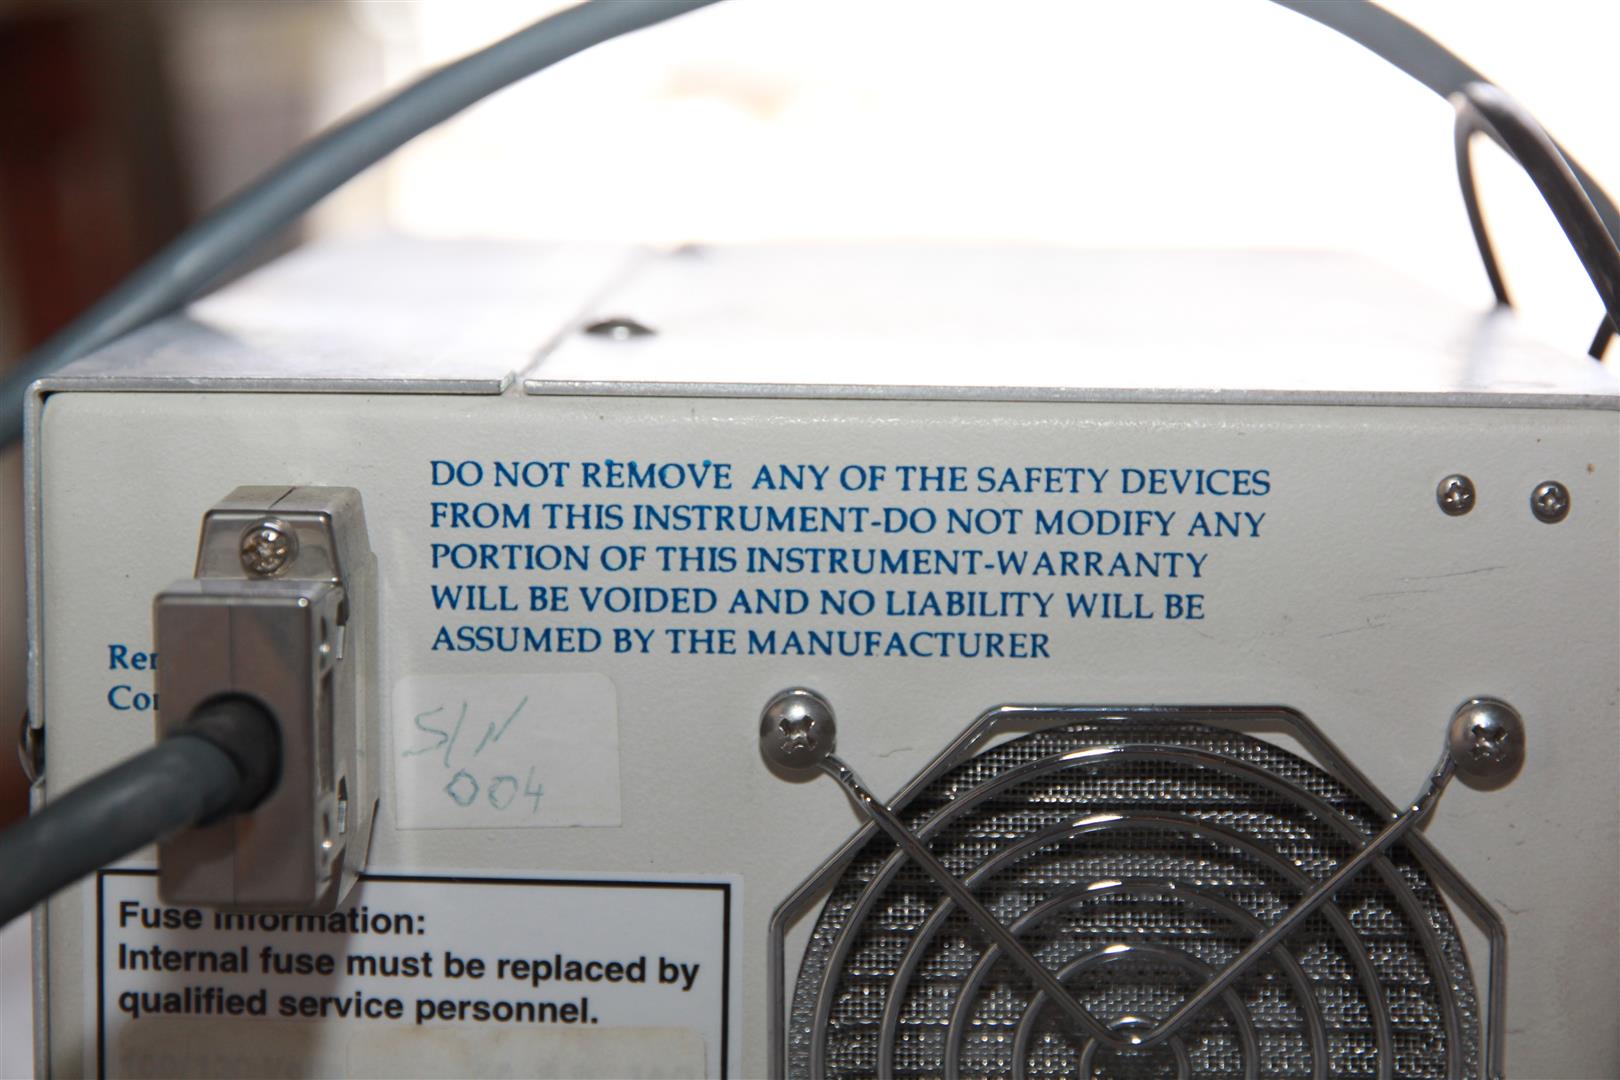 DO NOT REMOVE ANY OF THE SAFETY DEVICES
FROM THIS INSTRUMENT-DO NOT MODIFY ANY
PORTION OF THIS INSTRUMENT-WARRANTY
WILL BE VOIDED AND NO LIABILITY WILL BE
ASSUMED BY THE MANUFACTURER
S/N
004
Fuse information:
Internal fuse must be replaced by
qualified service personnel.